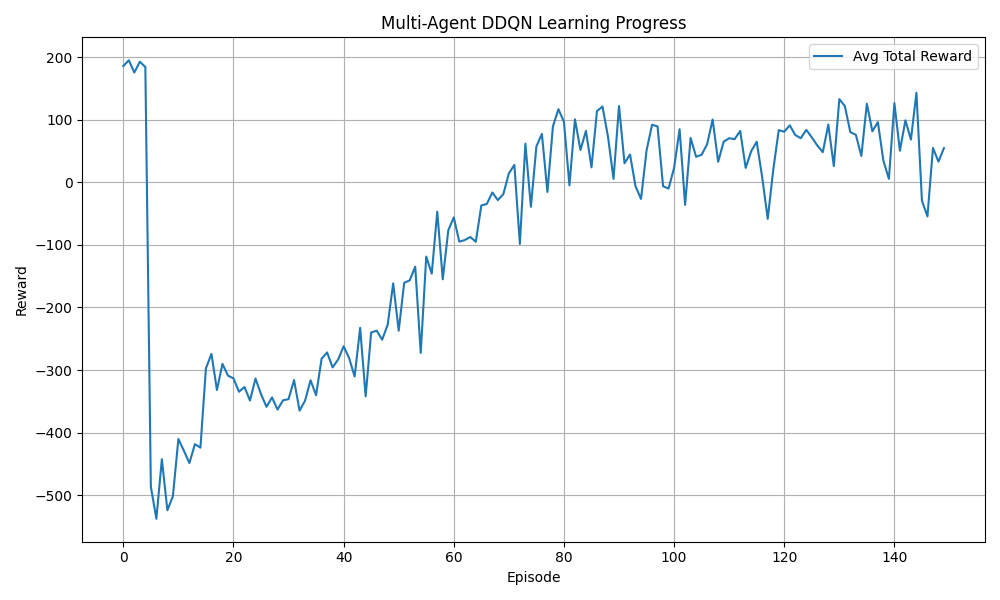 Multi-Agent DDQN Learning Progress
Avg Total Reward
200
100
0
−100
−200
−300
−400
−500
Reward
0 20 40 60 80 100 120 140
Episode